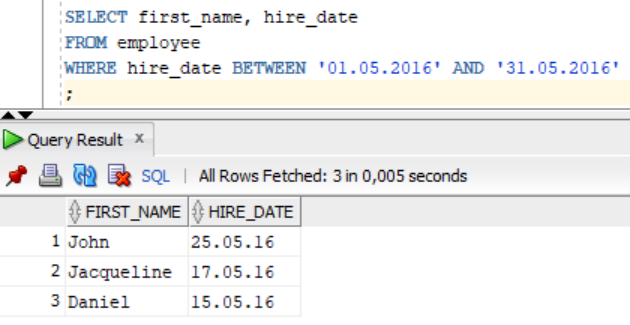 SELECT first_name, hire_date
FROM employee
WHERE hire_date BETWEEN '01.05.2016' AND '31.05.2016'
;
Query Result x
SQL | All Rows Fetched: 3 in 0,005 seconds
FIRST_NAME HIRE_DATE
1 John 25.05.16
2 Jacqueline 17.05.16
3 Daniel 15.05.16